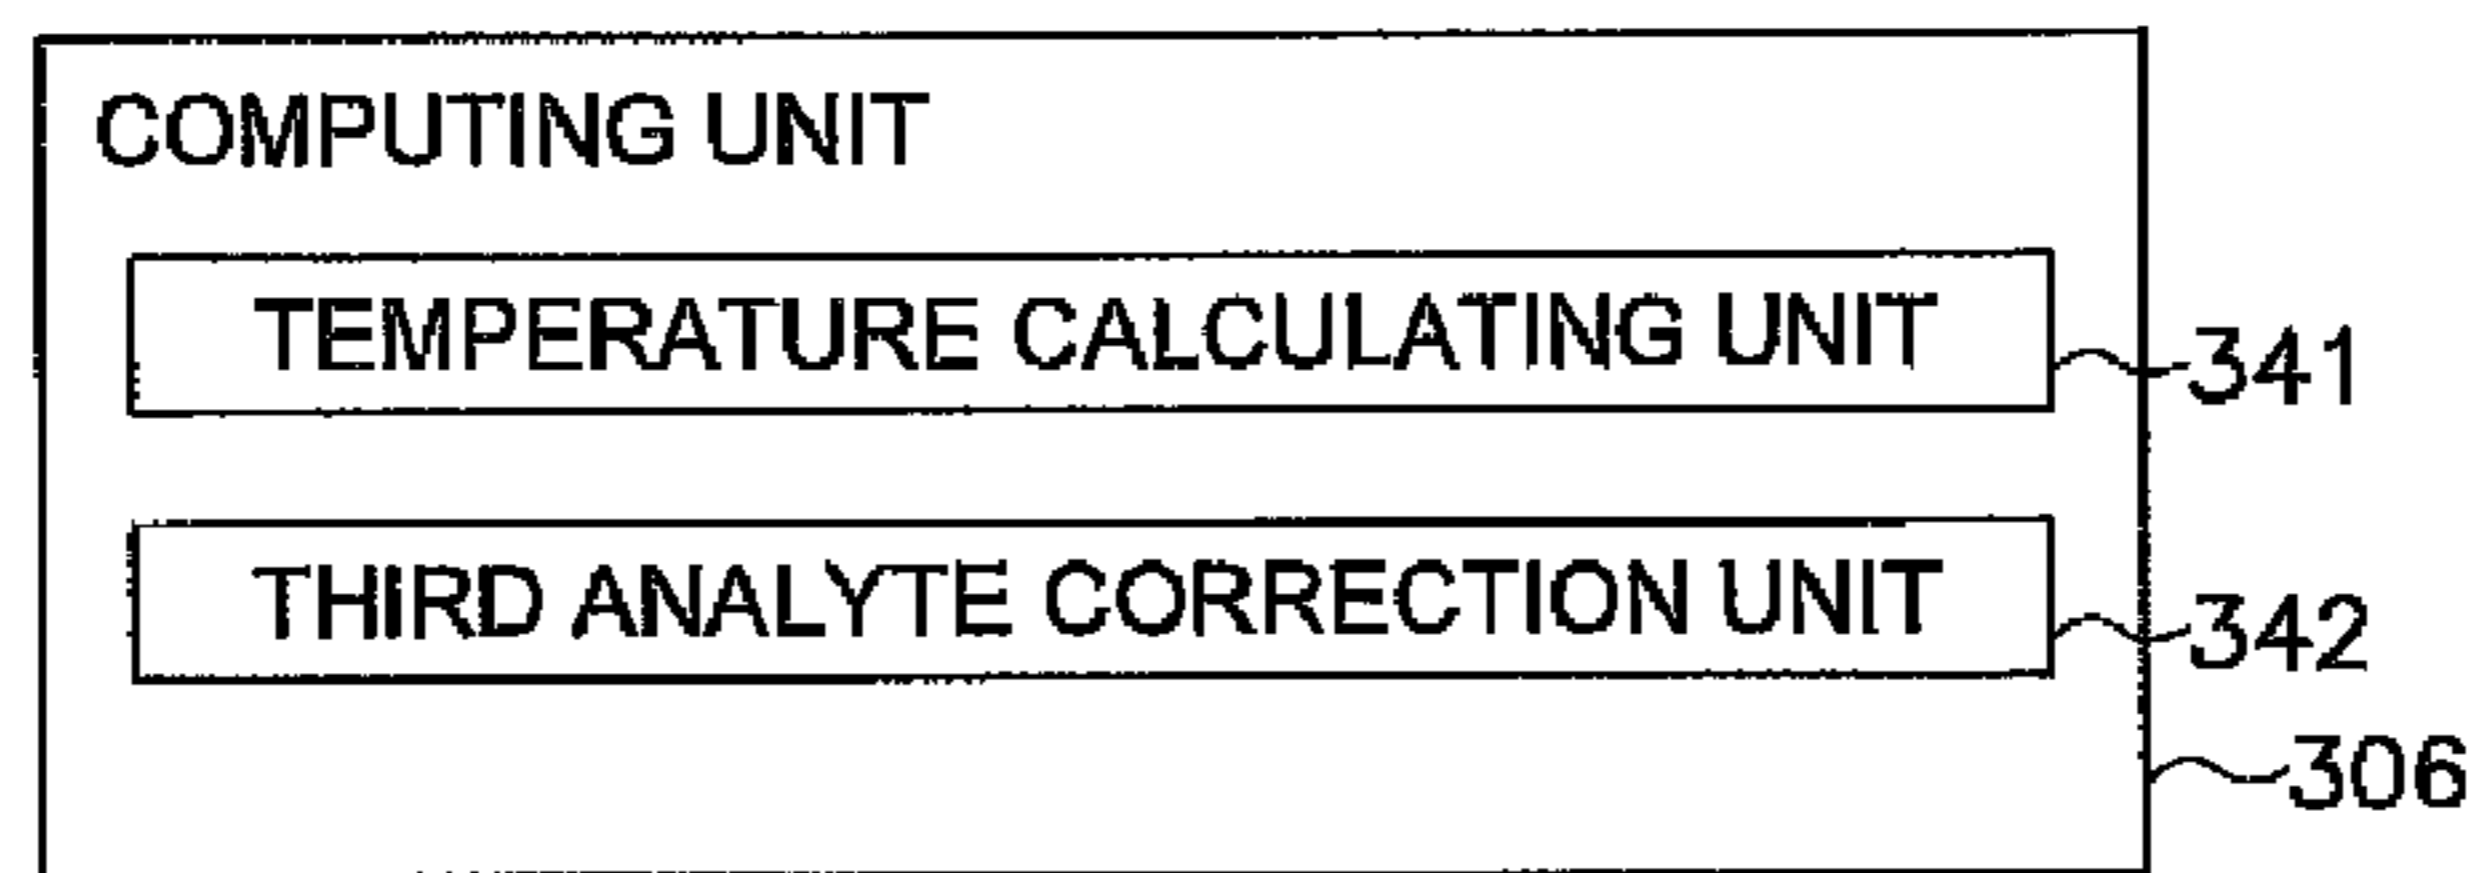 COMPUTING UNIT
TEMPERATURE CALCULATING UNIT
341
THIRD ANALYTE CORRECTION UNIT
342
306